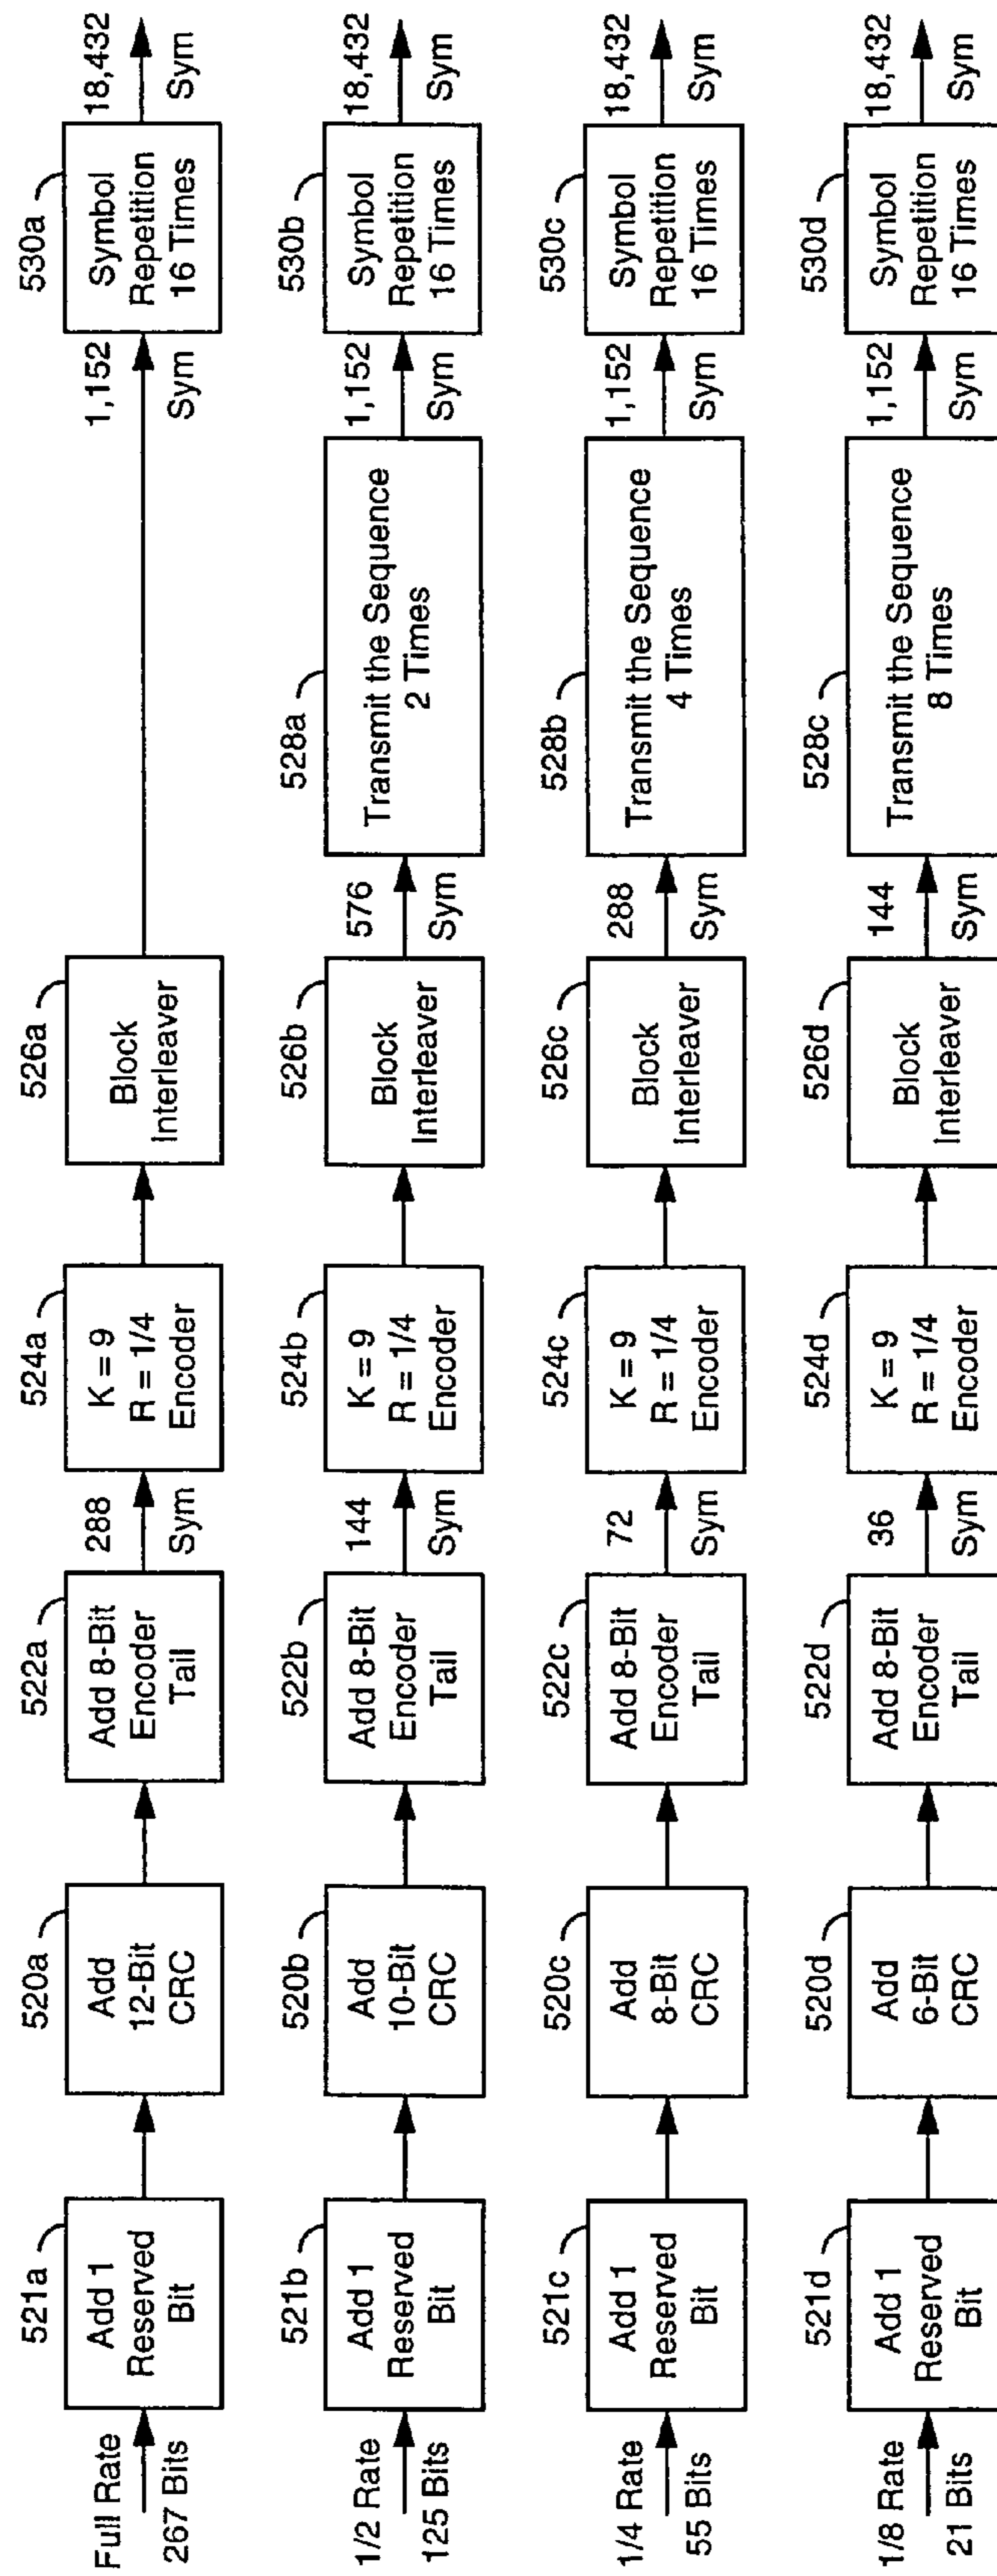 Full Rate
267 Bits
521a
Add 1
Reserved
Bit
520a
Add
12-Bit
CRC
522a
Add 8-Bit
Encoder
Tail
288
Sym
524a
K = 9
R = 1/4
Encoder
526a
Block
Interleaver
1,152
Sym
530a
Symbol
Repetition
16 Times
18,432
Sym
1/2 Rate
125 Bits
521b
Add 1
Reserved
Bit
520b
Add
10-Bit
CRC
522b
Add 8-Bit
Encoder
Tail
144
Sym
524b
K = 9
R = 1/4
Encoder
526b
Block
Interleaver
576
Sym
528a
Transmit the Sequence
2 Times
1,152
Sym
530b
Symbol
Repetition
16 Times
18,432
Sym
1/4 Rate
55 Bits
521c
Add 1
Reserved
Bit
520c
Add
8-Bit
CRC
522c
Add 8-Bit
Encoder
Tail
72
Sym
524c
K = 9
R = 1/4
Encoder
526c
Block
Interleaver
288
Sym
528b
Transmit the Sequence
4 Times
1,152
Sym
530c
Symbol
Repetition
16 Times
18,432
Sym
1/8 Rate
21 Bits
521d
Add 1
Reserved
Bit
520d
Add
6-Bit
CRC
522d
Add 8-Bit
Encoder
Tail
36
Sym
524d
K = 9
R = 1/4
Encoder
526d
Block
Interleaver
144
Sym
528c
Transmit the Sequence
8 Times
1,152
Sym
530d
Symbol
Repetition
16 Times
18,432
Sym